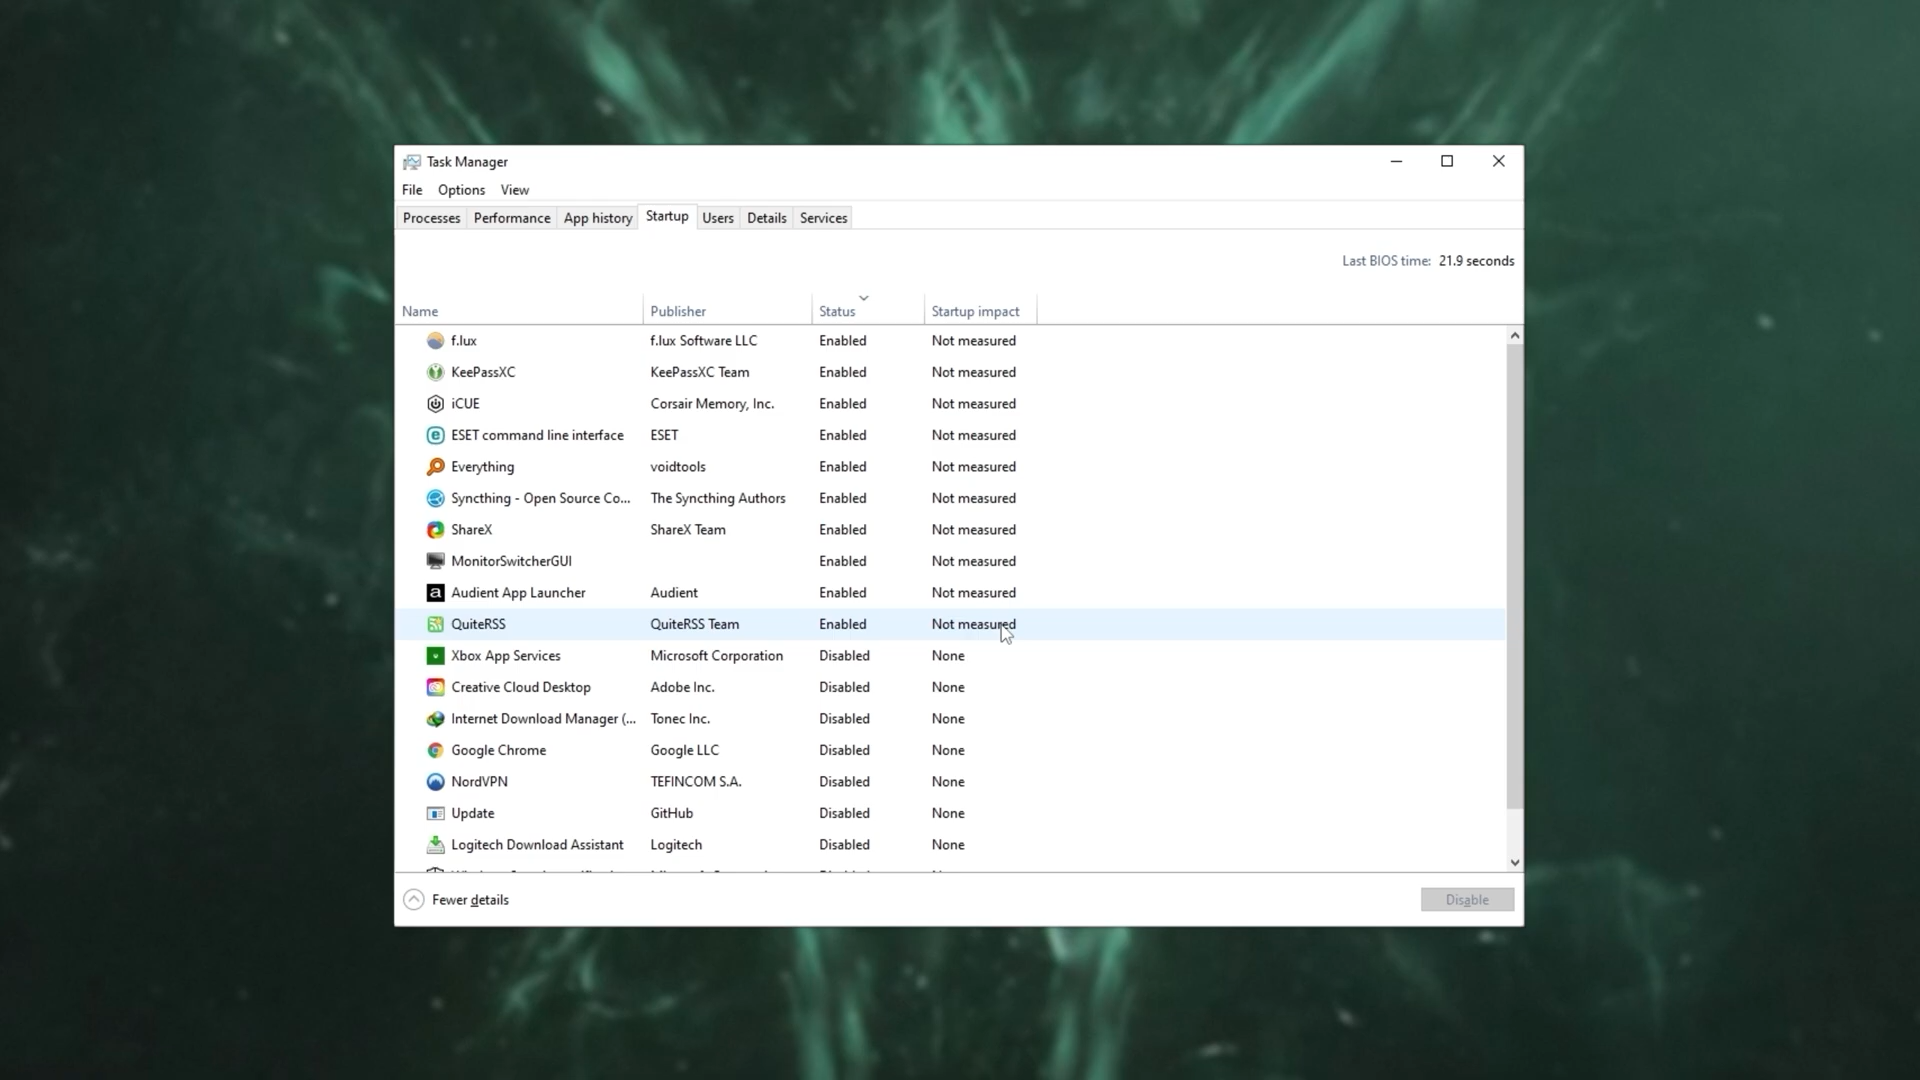 Task Manager
File Options View
Processes Performance App history Startup Users Details Services
Last BIOS time: 21.9 seconds
Name Publisher Status Startup impact
f.lux f.lux Software LLC Enabled Not measured
KeePassXC KeePassXC Team Enabled Not measured
iCUE Corsair Memory, Inc. Enabled Not measured
ESET command line interface ESET Enabled Not measured
Everything voidtools Enabled Not measured
Syncthing - Open Source Co... The Syncthing Authors Enabled Not measured
ShareX ShareX Team Enabled Not measured
MonitorSwitcherGUI Enabled Not measured
Audient App Launcher Audient Enabled Not measured
QuiteRSS QuiteRSS Team Enabled Not measured
Xbox App Services Microsoft Corporation Disabled None
Creative Cloud Desktop Adobe Inc. Disabled None
Internet Download Manager (... Tonec Inc. Disabled None
Google Chrome Google LLC Disabled None
NordVPN TEFINCOM S.A. Disabled None
Update GitHub Disabled None
Logitech Download Assistant Logitech Disabled None
Fewer details Disable